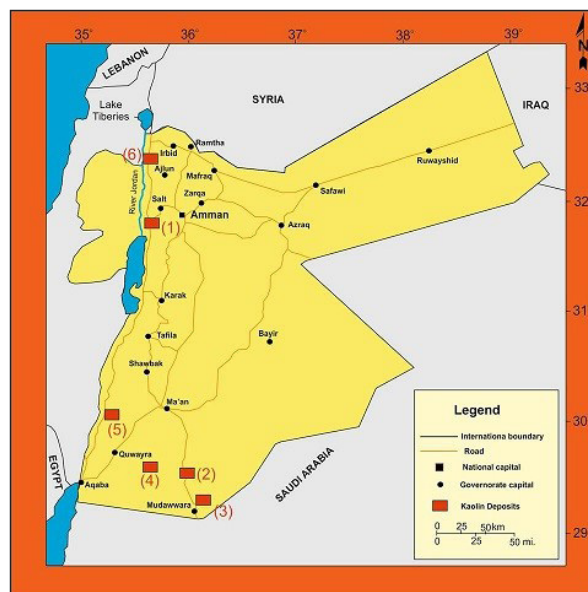 35°
36°
37°
38°
39°
N
LEBANON
SYRIA
IRAQ
33
Lake
Tiberies
Ramtha
Irbid
(6)
Ajlun
Mafraq
Ruwayshid
River Jordan
Zarqa
Safawi
32
Salt
Amman
(1)
Azraq
Karak
31
Tafila
Bayir
Shawbak
Ma'an
(5)
30
Quwayra
(4)
(2)
EGYPT
Aqaba
Mudawwara
(3)
SAUDI ARABIA
29
Legend
Internationa boundary
Road
National capital
Governorate capital
Kaolin Deposits
0 25 50km
0 25 50 mi.